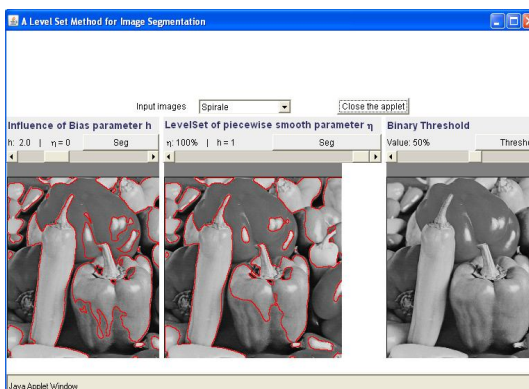 A Level Set Method for Image Segmentation
Input images Spirale Close the applet
Influence of Bias parameter h LevelSet of piecewise smooth parameter η Binary Threshold
h: 2.0 | η = 0 Seg η: 100% | h = 1 Seg Value: 50% Thresh
Java Applet Window